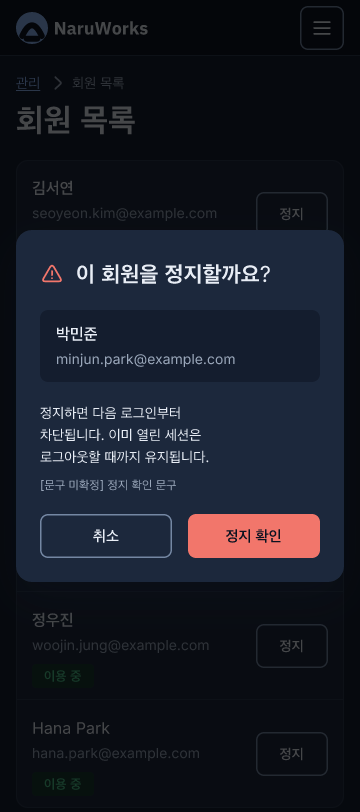 NaruWorks
관리
회원 목록
회원 목록
김서연
seoyeon.kim@example.com
정지
이 회원을 정지할까요?
박민준
minjun.park@example.com
정지하면 다음 로그인부터
차단됩니다. 이미 열린 세션은
로그아웃할 때까지 유지됩니다.
[문구 미확정] 정지 확인 문구
취소
정지 확인
정우진
woojin.jung@example.com
정지
이용 중
Hana Park
hana.park@example.com
정지
이용 중